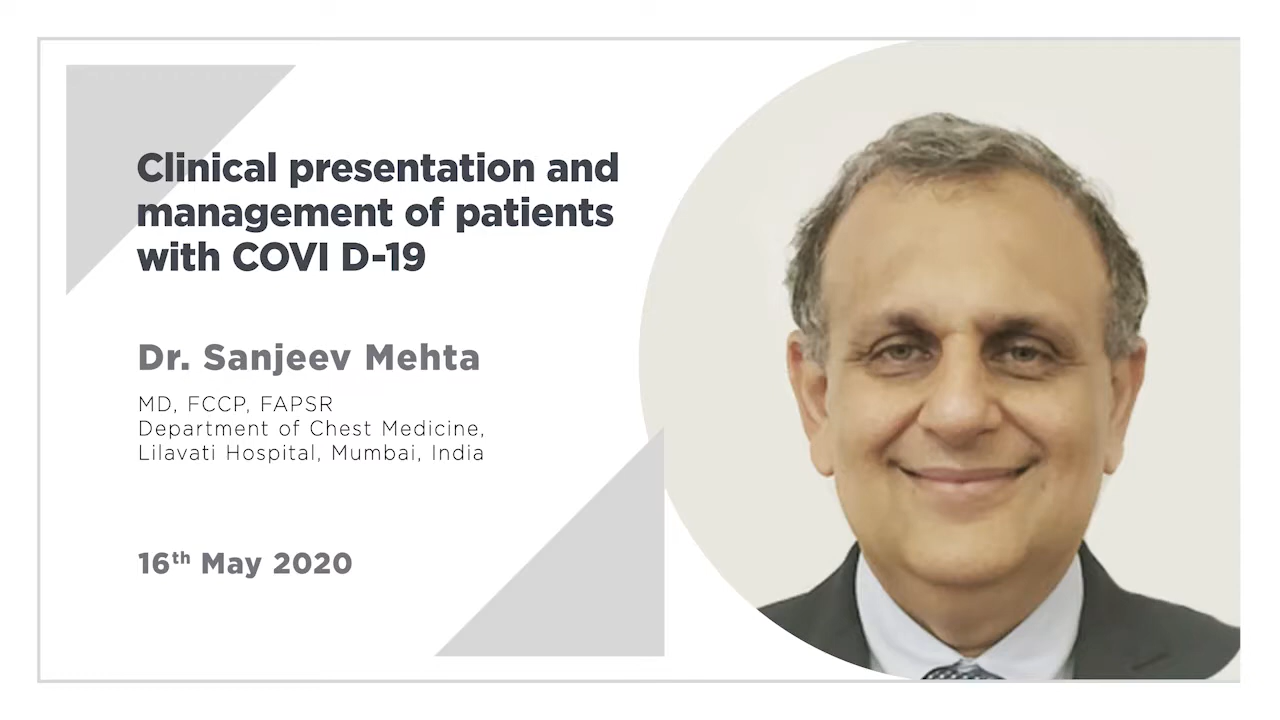 Clinical presentation and
management of patients
with COVI D-19
Dr. Sanjeev Mehta
MD, FCCP, FAPSR
Department of Chest Medicine,
Lilavati Hospital, Mumbai, India
16th May 2020